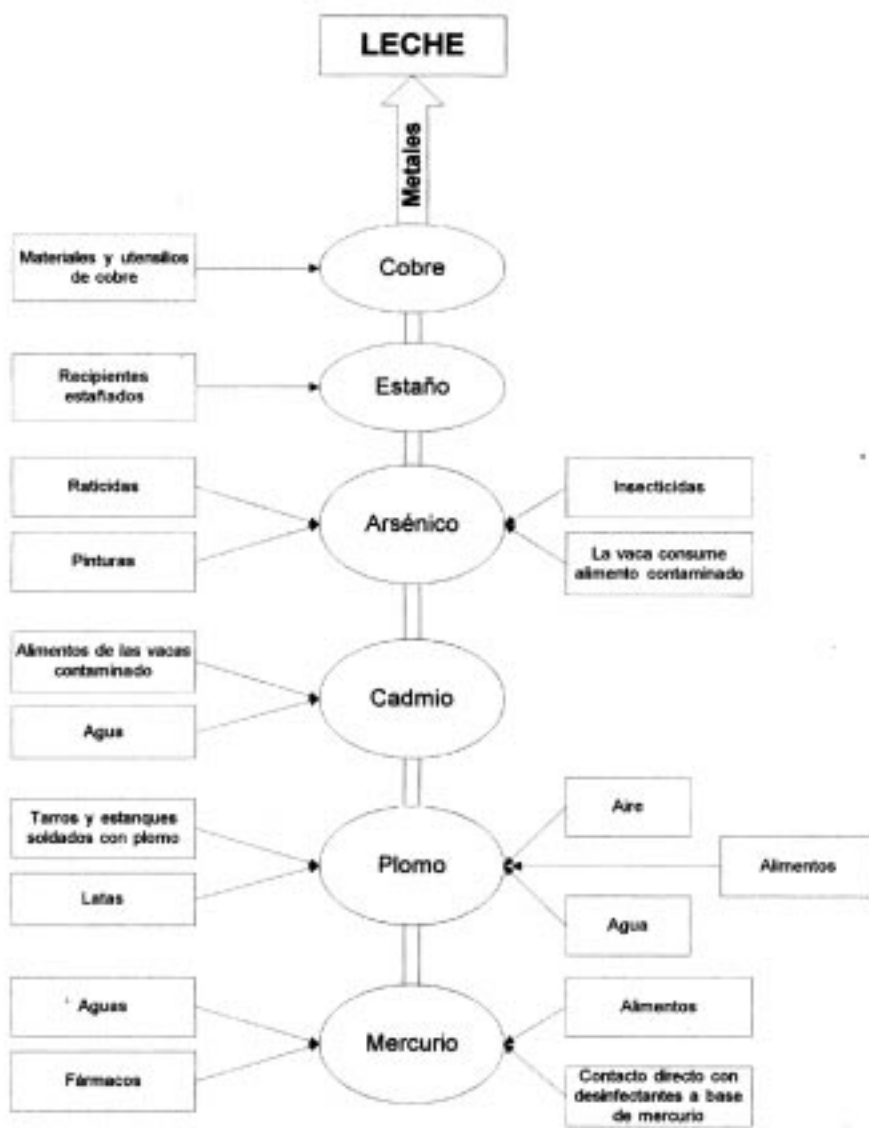 LECHE
Metales
Materiales y utensilios
de cobre
Cobre
Recipientes
estañados
Estaño
Raticidas
Arsénico
Insecticidas
Pinturas
La vaca consume
alimento contaminado
Alimentos de las vacas
contaminado
Cadmio
Agua
Tarros y estanques
soldados con plomo
Plomo
Aire
Alimentos
Latas
Agua
Aguas
Mercurio
Alimentos
Fármacos
Contacto directo con
desinfectantes a base
de mercurio